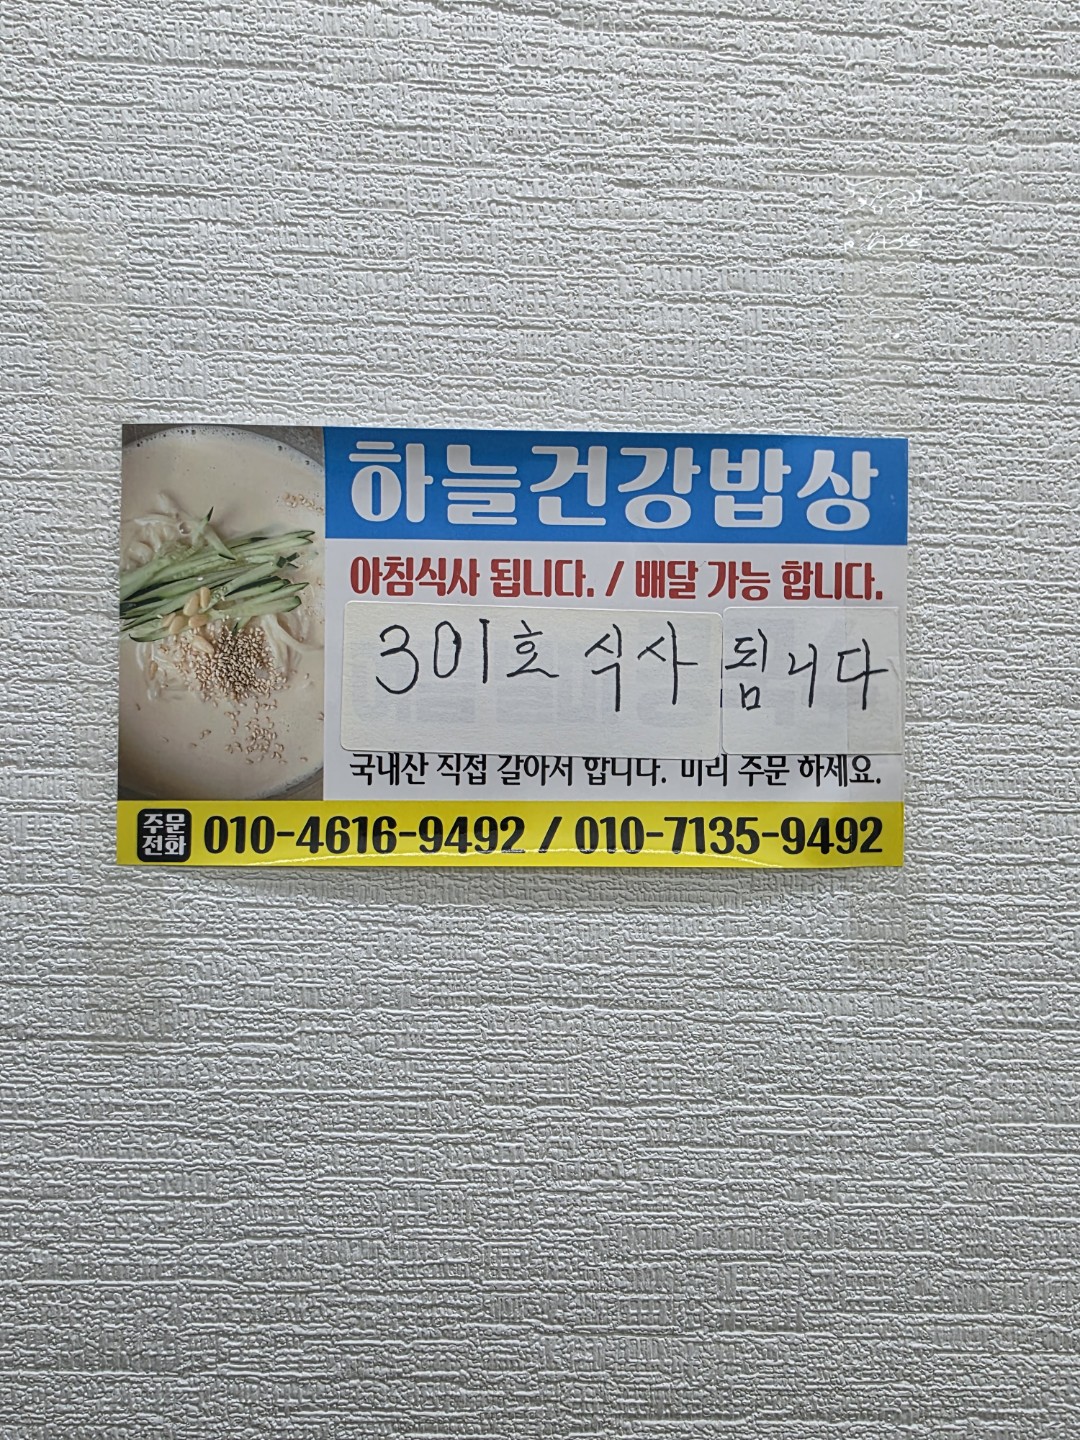 하늘건강밥상
아침식사 됩니다. / 배달 가능 합니다.
301호 식사 됩니다
국내산 직접 갈아서 합니다. 미리 주문 하세요.
주문
전화
010-4616-9492 / 010-7135-9492